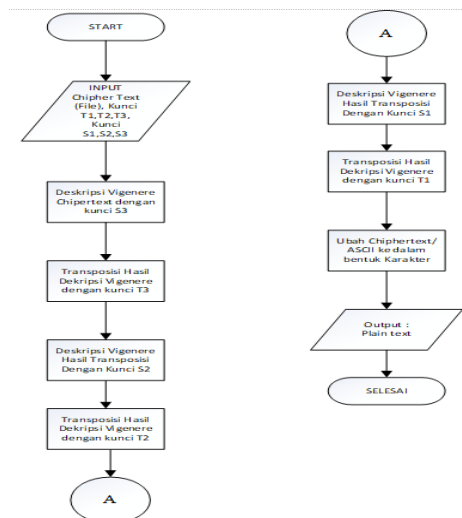 START
INPUT
Chipher Text
(File), Kunci
T1,T2,T3,
Kunci
S1,S2,S3
Deskripsi Vigenere
Chipertext dengan
kunci S3
Transposisi Hasil
Dekripsi Vigenere
dengan kunci T3
Deskripsi Vigenere
Hasil Transposisi
Dengan Kunci S2
Transposisi Hasil
Dekripsi Vigenere
dengan kunci T2
A
A
Deskripsi Vigenere
Hasil Transposisi
Dengan Kunci S1
Transposisi Hasil
Dekripsi Vigenere
dengan kunci T1
Ubah Chiphertext/
ASCII ke dalam
bentuk Karakter
Output :
Plain text
SELESAI